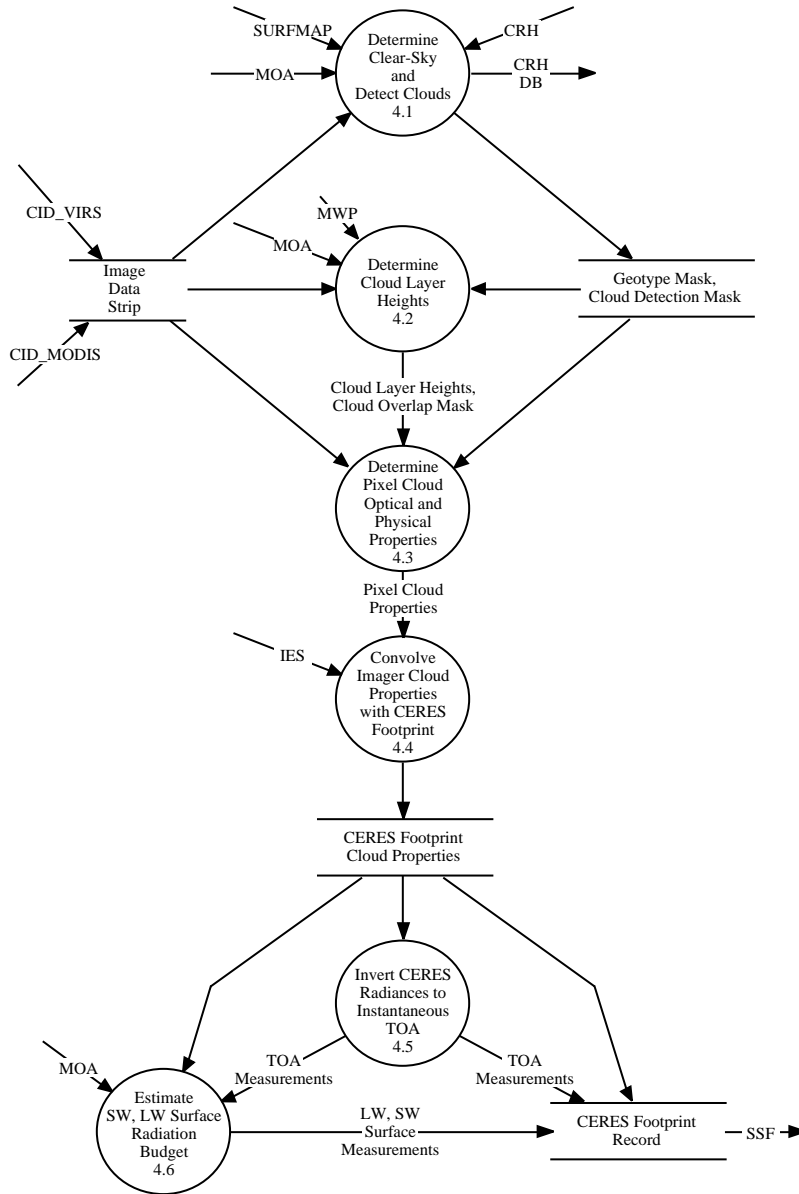 SURFMAP
CRH
Determine
Clear-Sky
and
Detect Clouds
4.1
MOA
CRH
DB
CID_VIRS
MWP
MOA
Image
Data
Strip
Determine
Cloud Layer
Heights
4.2
Geotype Mask,
Cloud Detection Mask
CID_MODIS
Cloud Layer Heights,
Cloud Overlap Mask
Determine
Pixel Cloud
Optical and
Physical
Properties
4.3
Pixel Cloud
Properties
IES
Convolve
Imager Cloud
Properties
with CERES
Footprint
4.4
CERES Footprint
Cloud Properties
Invert CERES
Radiances to
Instantaneous
TOA
4.5
MOA
TOA
Measurements
TOA
Measurements
Estimate
SW, LW Surface
Radiation
Budget
4.6
LW, SW
Surface
Measurements
CERES Footprint
Record
SSF